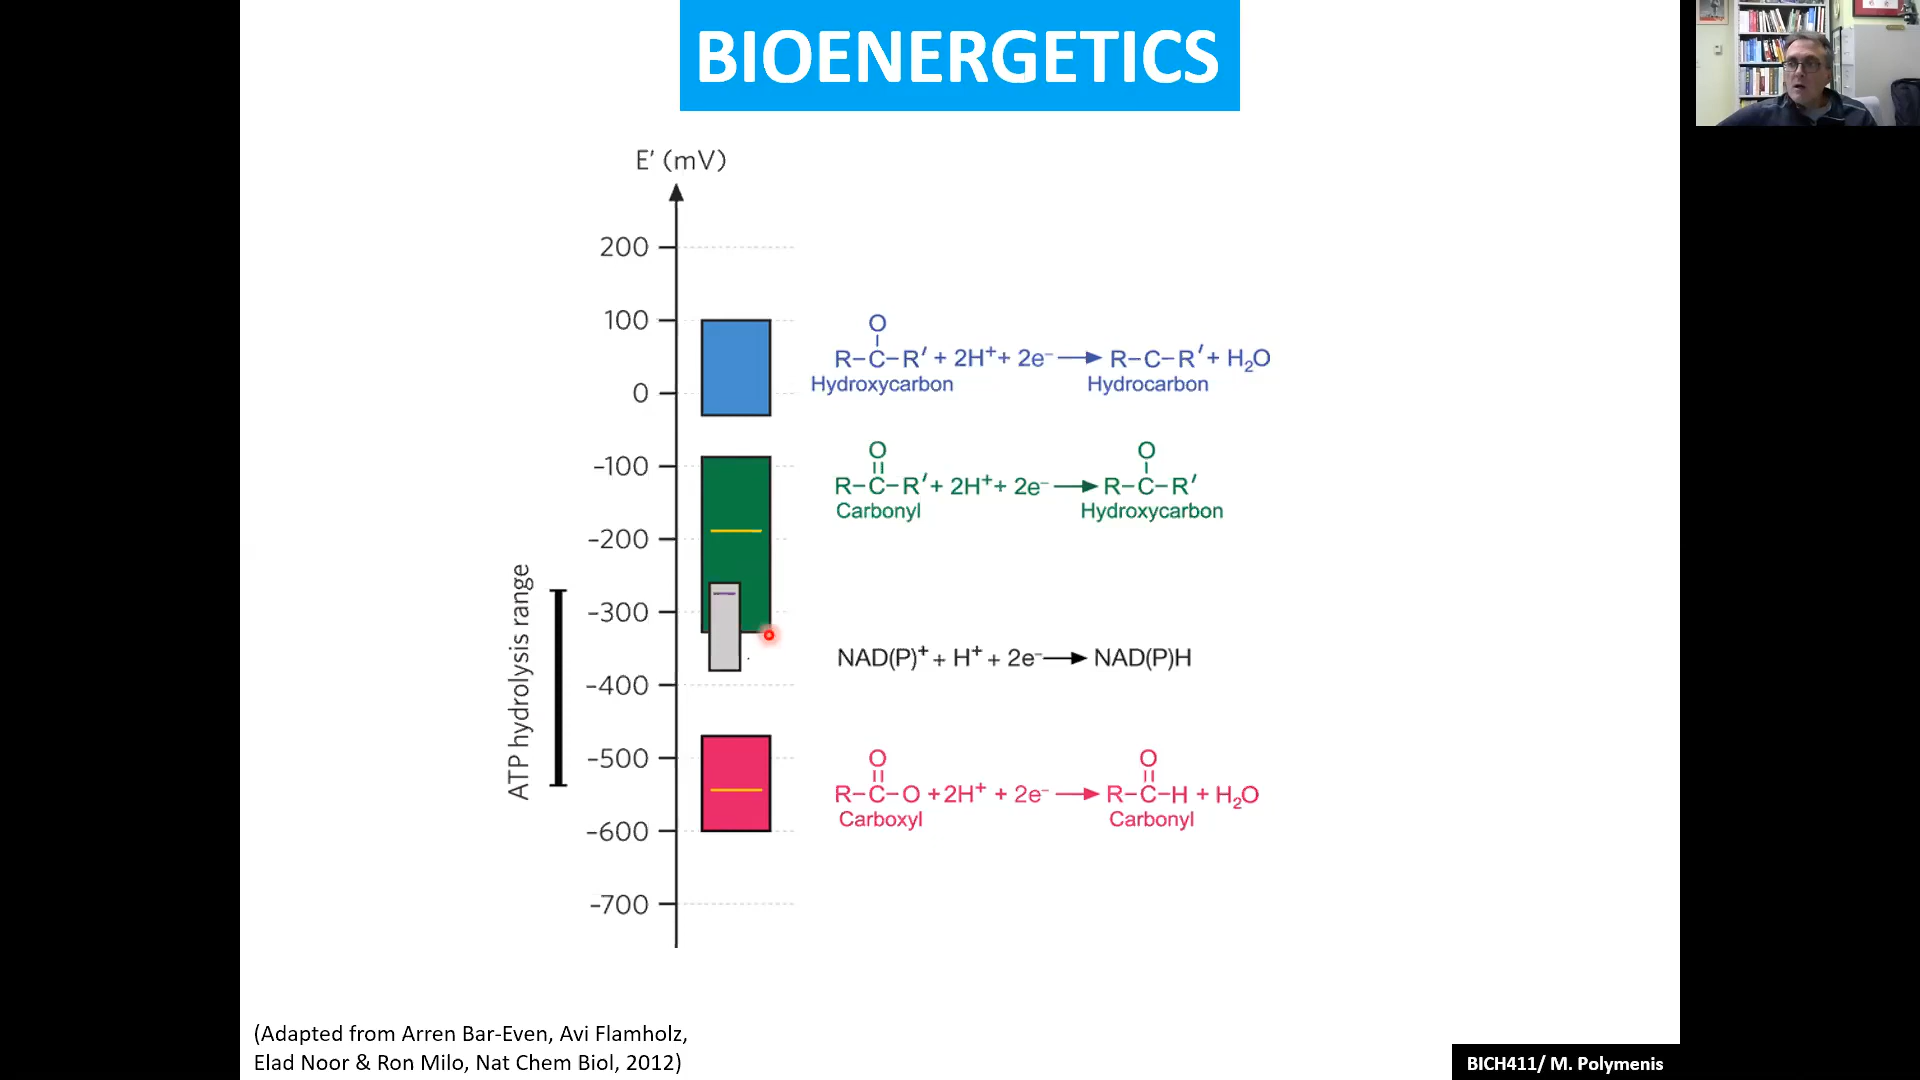 BIOENERGETICS
E′ (mV)
200
100
0
-100
-200
-300
-400
-500
-600
-700
ATP hydrolysis range
O
R–C–R′ + 2H⁺ + 2e⁻ → R–C–R′ + H₂O
Hydroxycarbon Hydrocarbon
O O
R–C–R′ + 2H⁺ + 2e⁻ → R–C–R′
Carbonyl Hydroxycarbon
NAD(P)⁺ + H⁺ + 2e⁻ → NAD(P)H
O O
R–C–O + 2H⁺ + 2e⁻ → R–C–H + H₂O
Carboxyl Carbonyl
(Adapted from Arren Bar-Even, Avi Flamholz,
Elad Noor & Ron Milo, Nat Chem Biol, 2012)
BICH411/ M. Polymenis